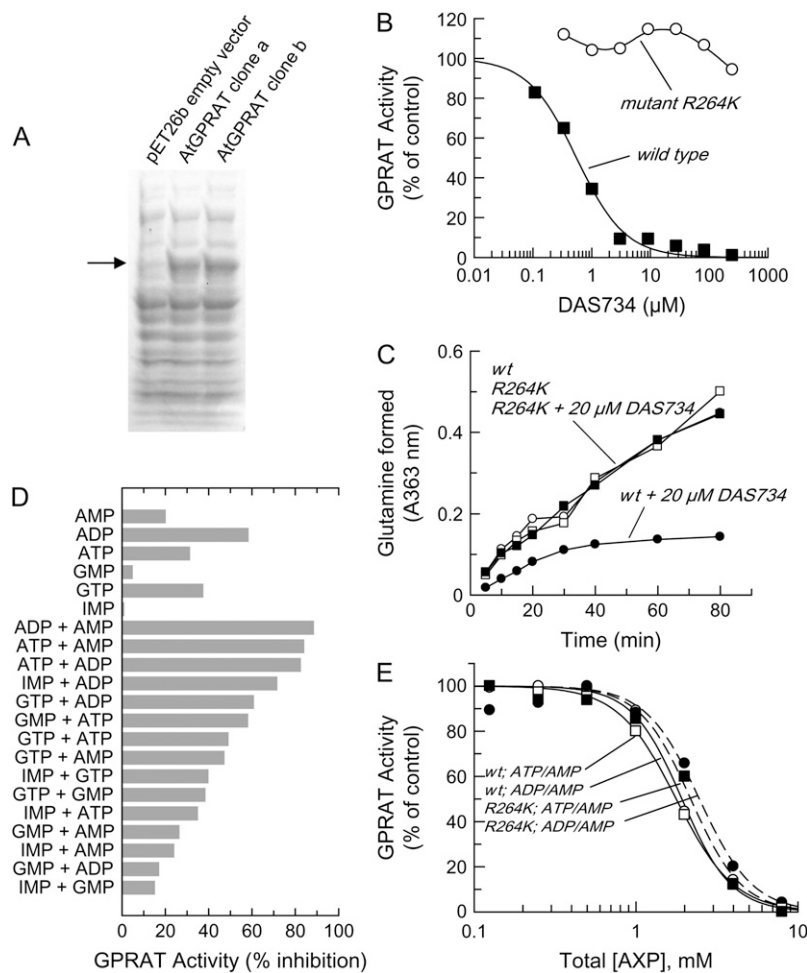 A
pET26b empty vector
AtGPRAT clone a
AtGPRAT clone b
B
GPRAT Activity
(% of control)
120
100
80
60
40
20
0
mutant R264K
wild type
0.01
0.1
1
10
100
1000
DAS734 (µM)
C
Glutamine formed
(A363 nm)
0.6
0.4
0.2
0
wt
R264K
R264K + 20 µM DAS734
wt + 20 µM DAS734
0
20
40
60
80
Time (min)
D
AMP
ADP
ATP
GMP
GTP
IMP
ADP + AMP
ATP + AMP
ATP + ADP
IMP + ADP
GTP + ADP
GMP + ATP
GTP + ATP
GTP + AMP
IMP + GTP
GTP + GMP
IMP + ATP
GMP + AMP
IMP + AMP
GMP + ADP
IMP + GMP
0
20
40
60
80
100
GPRAT Activity (% inhibition)
E
GPRAT Activity
(% of control)
100
80
60
40
20
0
wt; ATP/AMP
wt; ADP/AMP
R264K; ATP/AMP
R264K; ADP/AMP
0.1
1
10
Total [AXP], mM